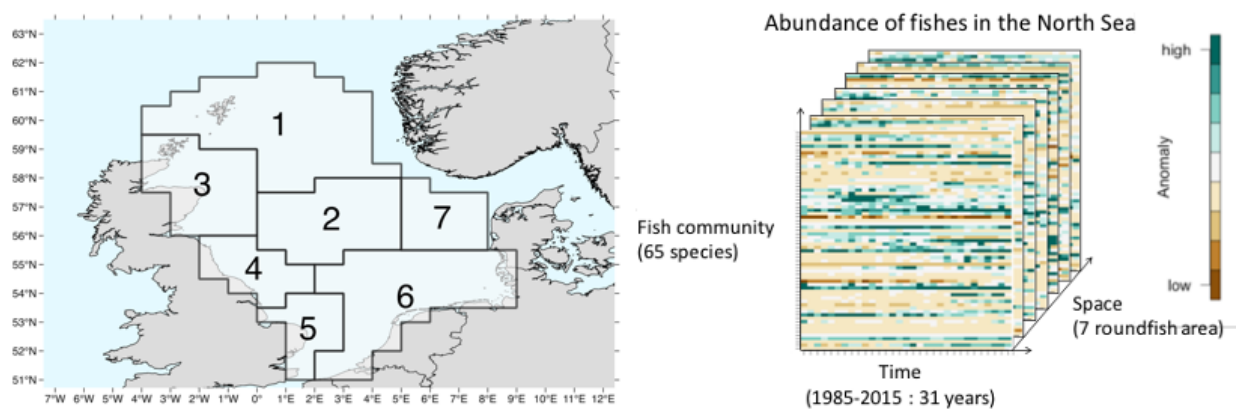 63°N
62°N
61°N
60°N
59°N
58°N
57°N
56°N
55°N
54°N
53°N
52°N
51°N
7°W 6°W 5°W 4°W 3°W 2°W 1°W 0° 1°E 2°E 3°E 4°E 5°E 6°E 7°E 8°E 9°E 10°E 11°E 12°E
1
3
2
7
4
6
5
Abundance of fishes in the North Sea
high
Anomaly
low
Fish community
(65 species)
Space
(7 roundfish area)
Time
(1985-2015 : 31 years)